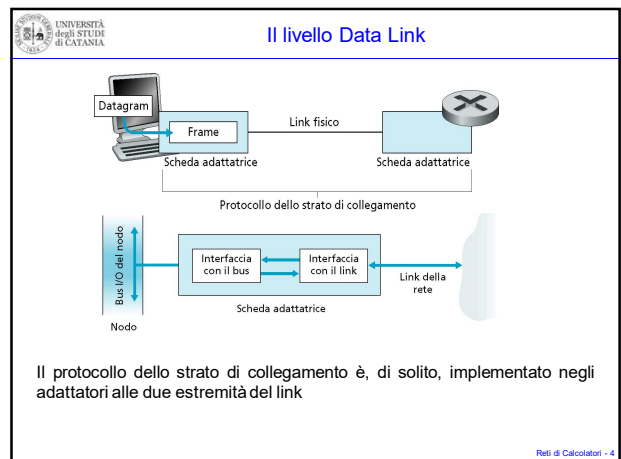 UNIVERSITÀ
degli STUDI
di CATANIA
Il livello Data Link
Datagram
Frame
Link fisico
Scheda adattatrice
Scheda adattatrice
Protocollo dello strato di collegamento
Bus I/O del nodo
Interfaccia
con il bus
Interfaccia
con il link
Link della
rete
Scheda adattatrice
Nodo
Il protocollo dello strato di collegamento è, di solito, implementato negli
adattatori alle due estremità del link
Reti di Calcolatori - 4